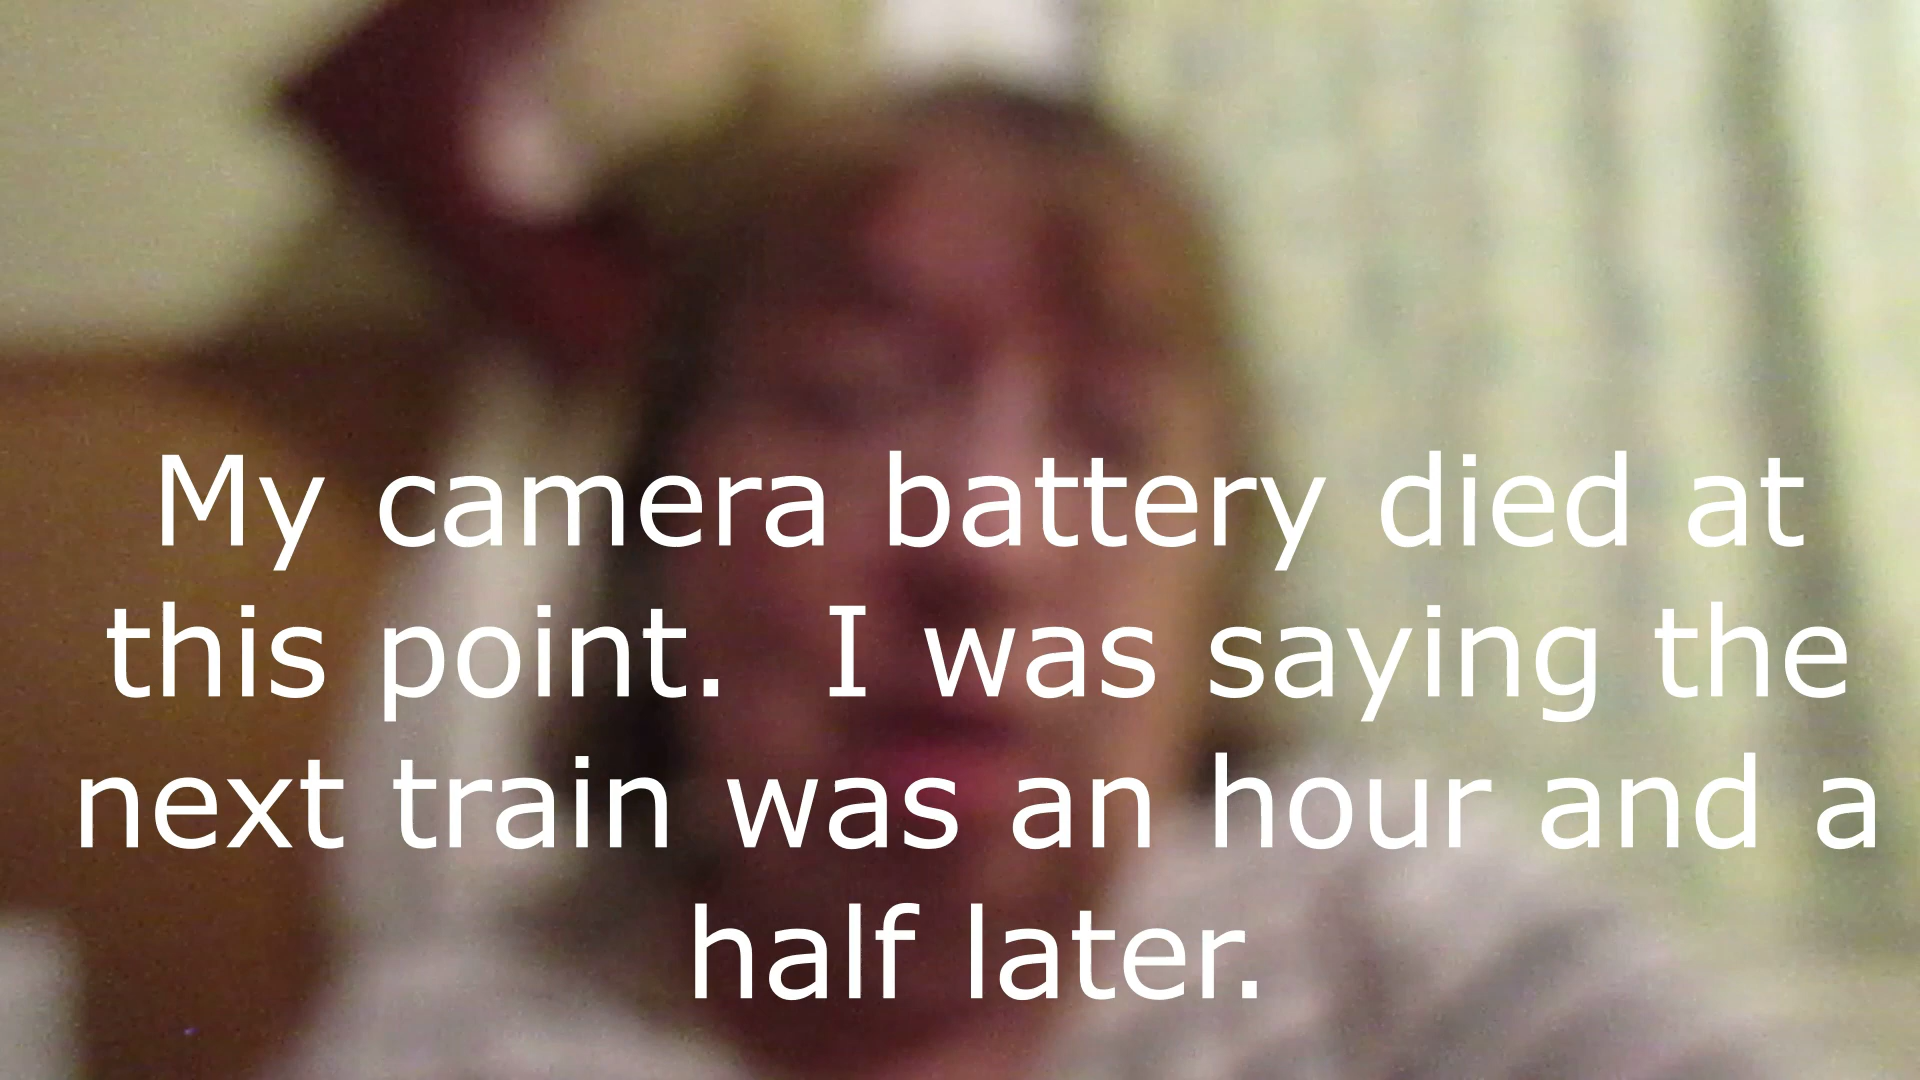 My camera battery died at
this point.  I was saying the
next train was an hour and a
half later.